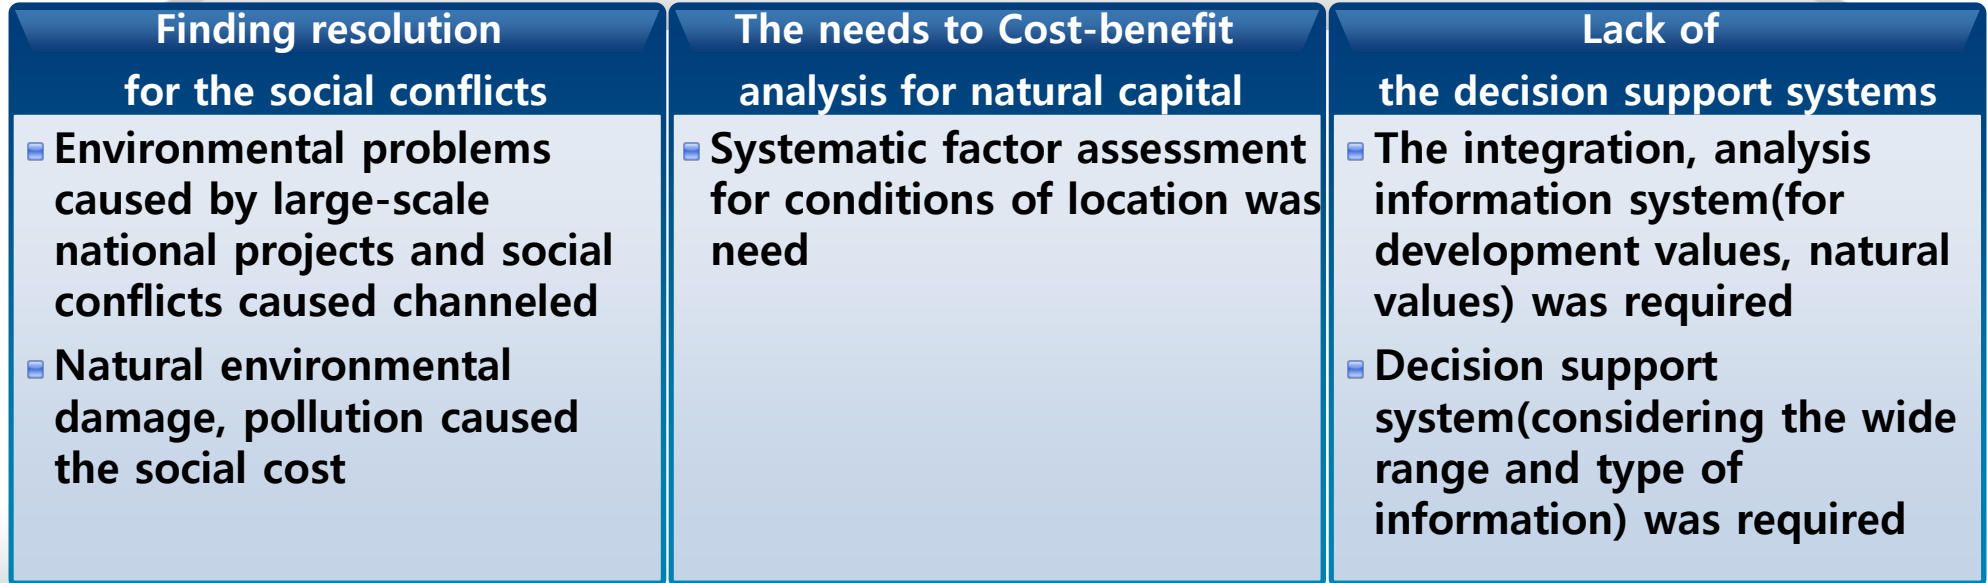 Finding resolution
for the social conflicts
Environmental problems
caused by large-scale
national projects and social
conflicts caused channeled
Natural environmental
damage, pollution caused
the social cost
The needs to Cost-benefit
analysis for natural capital
Systematic factor assessment
for conditions of location was
need
Lack of
the decision support systems
The integration, analysis
information system(for
development values, natural
values) was required
Decision support
system(considering the wide
range and type of
information) was required